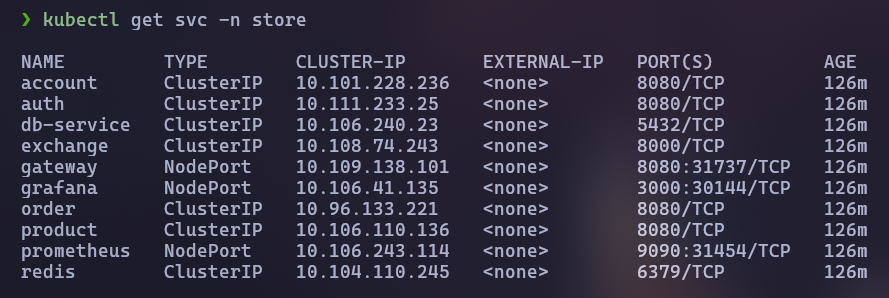 ❯ kubectl get svc -n store
NAME TYPE CLUSTER-IP EXTERNAL-IP PORT(S) AGE
account ClusterIP 10.101.228.236 <none> 8080/TCP 126m
auth ClusterIP 10.111.233.25 <none> 8080/TCP 126m
db-service ClusterIP 10.106.240.23 <none> 5432/TCP 126m
exchange ClusterIP 10.108.74.243 <none> 8000/TCP 126m
gateway NodePort 10.109.138.101 <none> 8080:31737/TCP 126m
grafana NodePort 10.106.41.135 <none> 3000:30144/TCP 126m
order ClusterIP 10.96.133.221 <none> 8080/TCP 126m
product ClusterIP 10.106.110.136 <none> 8080/TCP 126m
prometheus NodePort 10.106.243.114 <none> 9090:31454/TCP 126m
redis ClusterIP 10.104.110.245 <none> 6379/TCP 126m